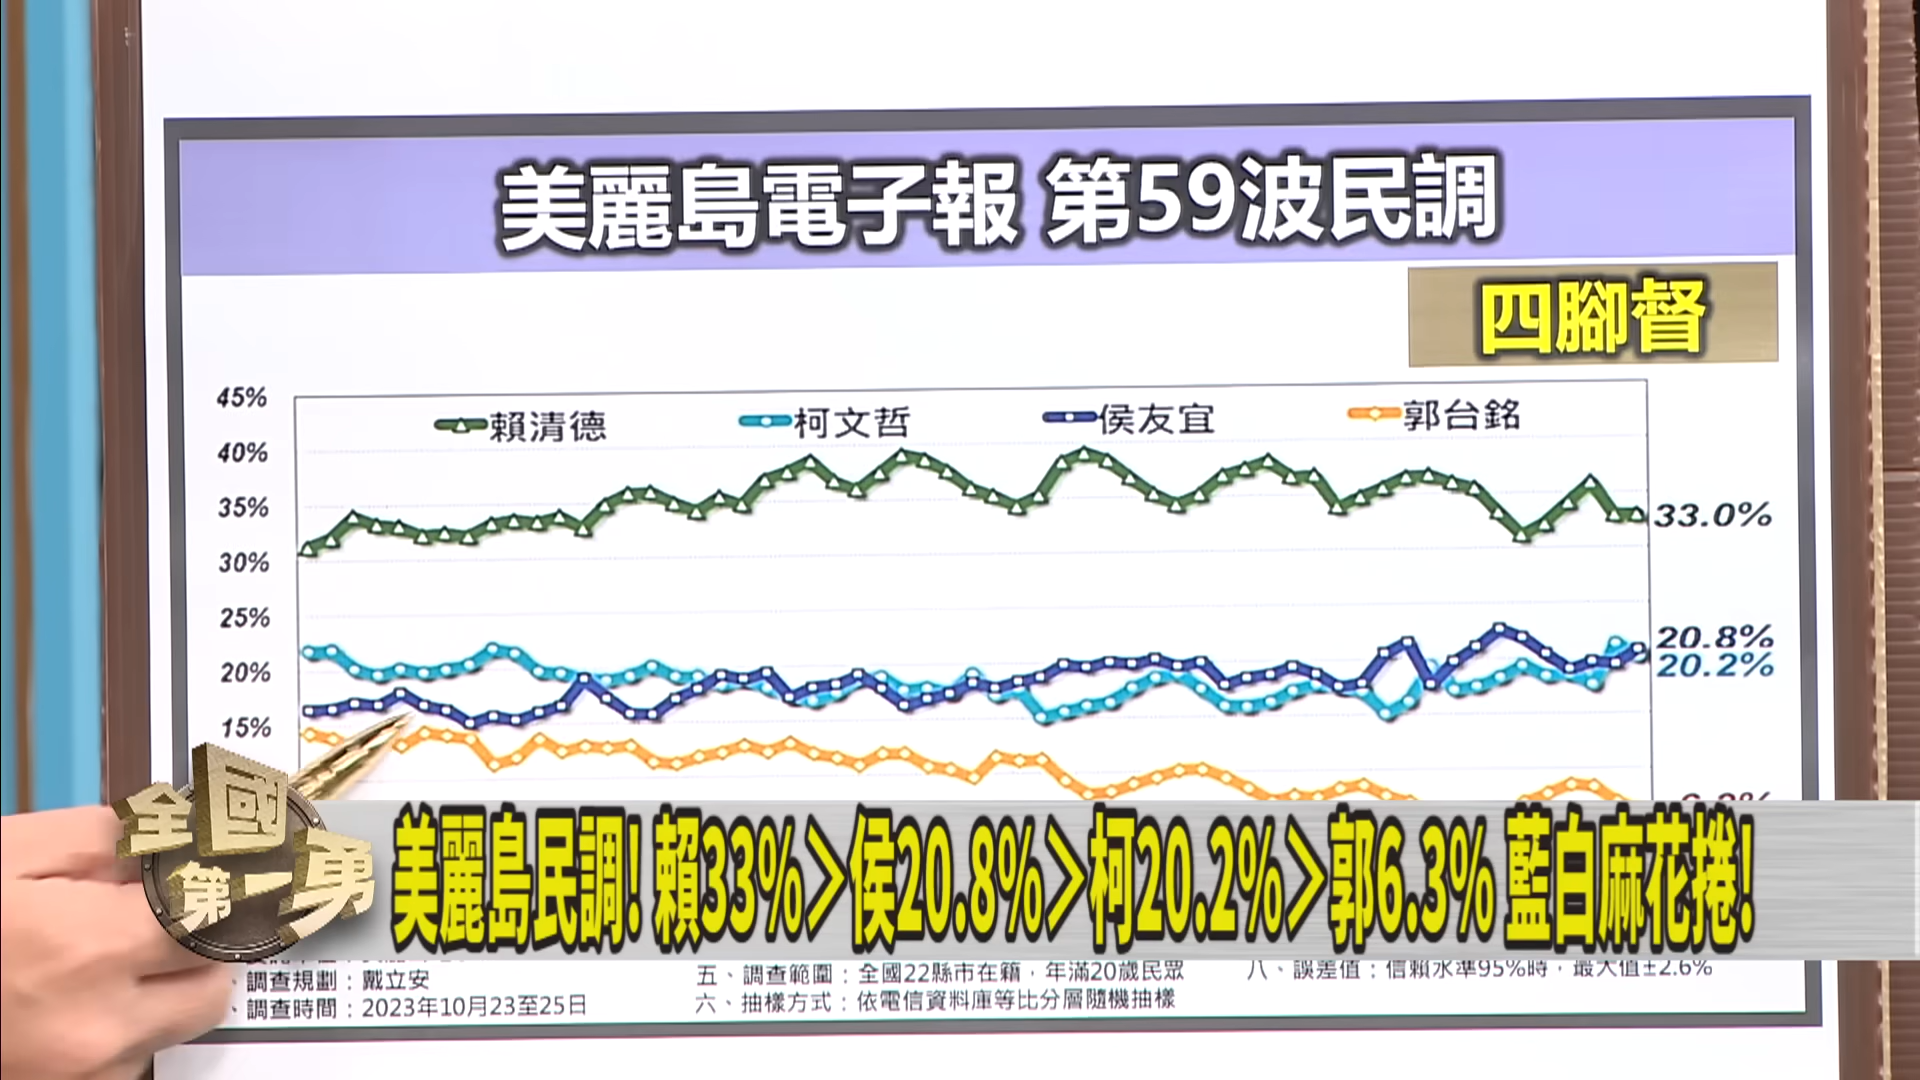 美麗島電子報 第59波民調
四腳督
45%
40%
35%
30%
25%
20%
15%
賴清德
柯文哲
侯友宜
郭台銘
33.0%
20.8%
20.2%
全國第一勇
美麗島民調! 賴33%>侯20.8%>柯20.2%>郭6.3% 藍白麻花捲!
、調查規劃：戴立安
、調查時間：2023年10月23至25日
五、調查範圍：全國22縣市在籍，年滿20歲民眾
六、抽樣方式：依電信資料庫等比分層隨機抽樣
八、誤差值：信賴水準95%時，最大值±2.6%